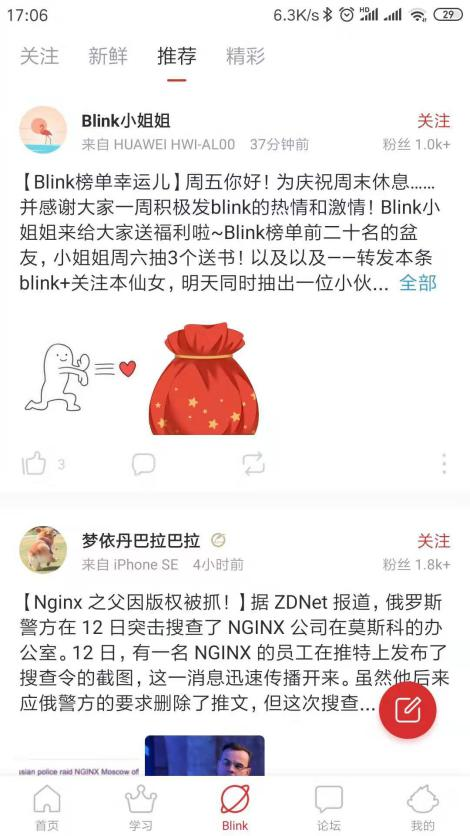 17:06
6.3K/s
HD
29
关注 新鲜 推荐 精彩
Blink小姐姐
关注
来自 HUAWEI HWI-AL00 37分钟前
粉丝 1.0k+
【Blink榜单幸运儿】周五你好！为庆祝周末休息……
并感谢大家一周积极发blink的热情和激情！Blink小
姐姐来给大家送福利啦~Blink榜单前二十名的盆
友，小姐姐周六抽3个送书！以及以及——转发本条
blink+关注本仙女，明天同时抽出一位小伙... 全部
3
梦依丹巴拉巴拉
关注
来自 iPhone SE 4小时前
粉丝 1.8k+
【Nginx 之父因版权被抓！】据 ZDNet 报道，俄罗斯
警方在 12 日突击搜查了 NGINX 公司在莫斯科的办
公室。12 日，有一名 NGINX 的员工在推特上发布了
搜查令的截图，这一消息迅速传播开来。虽然他后来
应俄警方的要求删除了推文，但这次搜查...
sian police raid NGINX Moscow of
首页 学习 Blink 论坛 我的